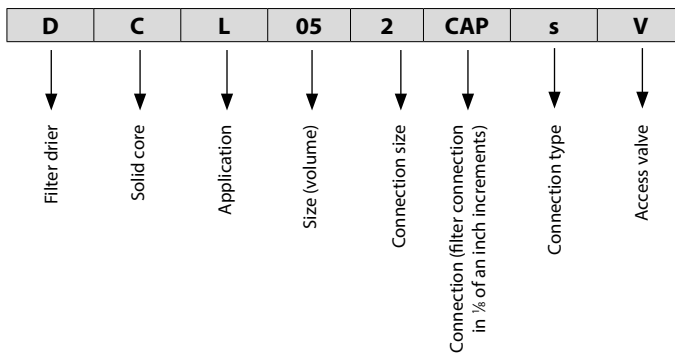 D C L 05 2 CAP s V
Filter drier
Solid core
Application
Size (volume)
Connection size
Connection (filter connection
in ⅛ of an inch increments)
Connection type
Access valve